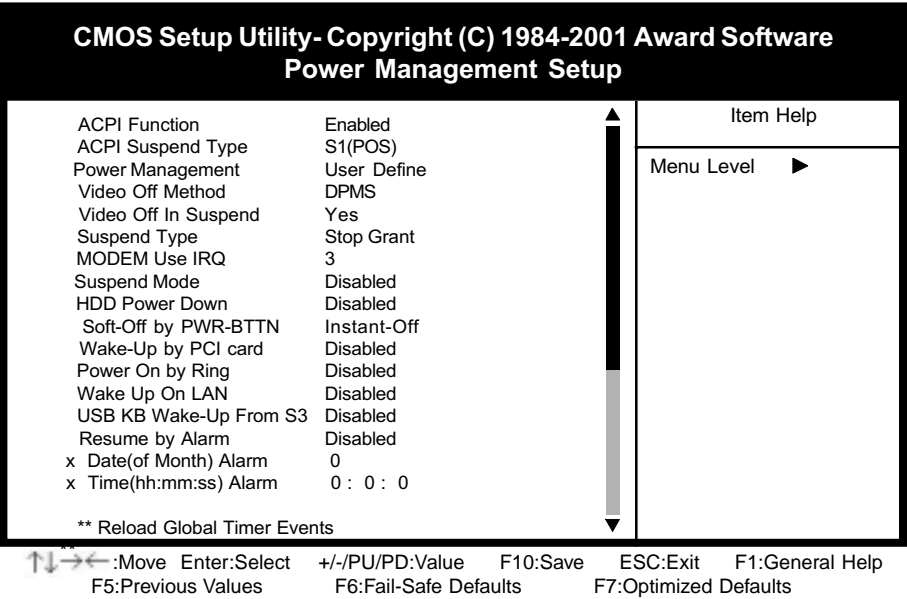 CMOS Setup Utility- Copyright (C) 1984-2001 Award Software
Power Management Setup
ACPI Function Enabled
ACPI Suspend Type S1(POS)
Power Management User Define
Video Off Method DPMS
Video Off In Suspend Yes
Suspend Type Stop Grant
MODEM Use IRQ 3
Suspend Mode Disabled
HDD Power Down Disabled
Soft-Off by PWR-BTTN Instant-Off
Wake-Up by PCI card Disabled
Power On by Ring Disabled
Wake Up On LAN Disabled
USB KB Wake-Up From S3 Disabled
Resume by Alarm Disabled
x Date(of Month) Alarm 0
x Time(hh:mm:ss) Alarm 0 : 0 : 0
** Reload Global Timer Events
**
Item Help
Menu Level ▶
↑↓→←:Move Enter:Select +/-/PU/PD:Value F10:Save ESC:Exit F1:General Help
F5:Previous Values F6:Fail-Safe Defaults F7:Optimized Defaults